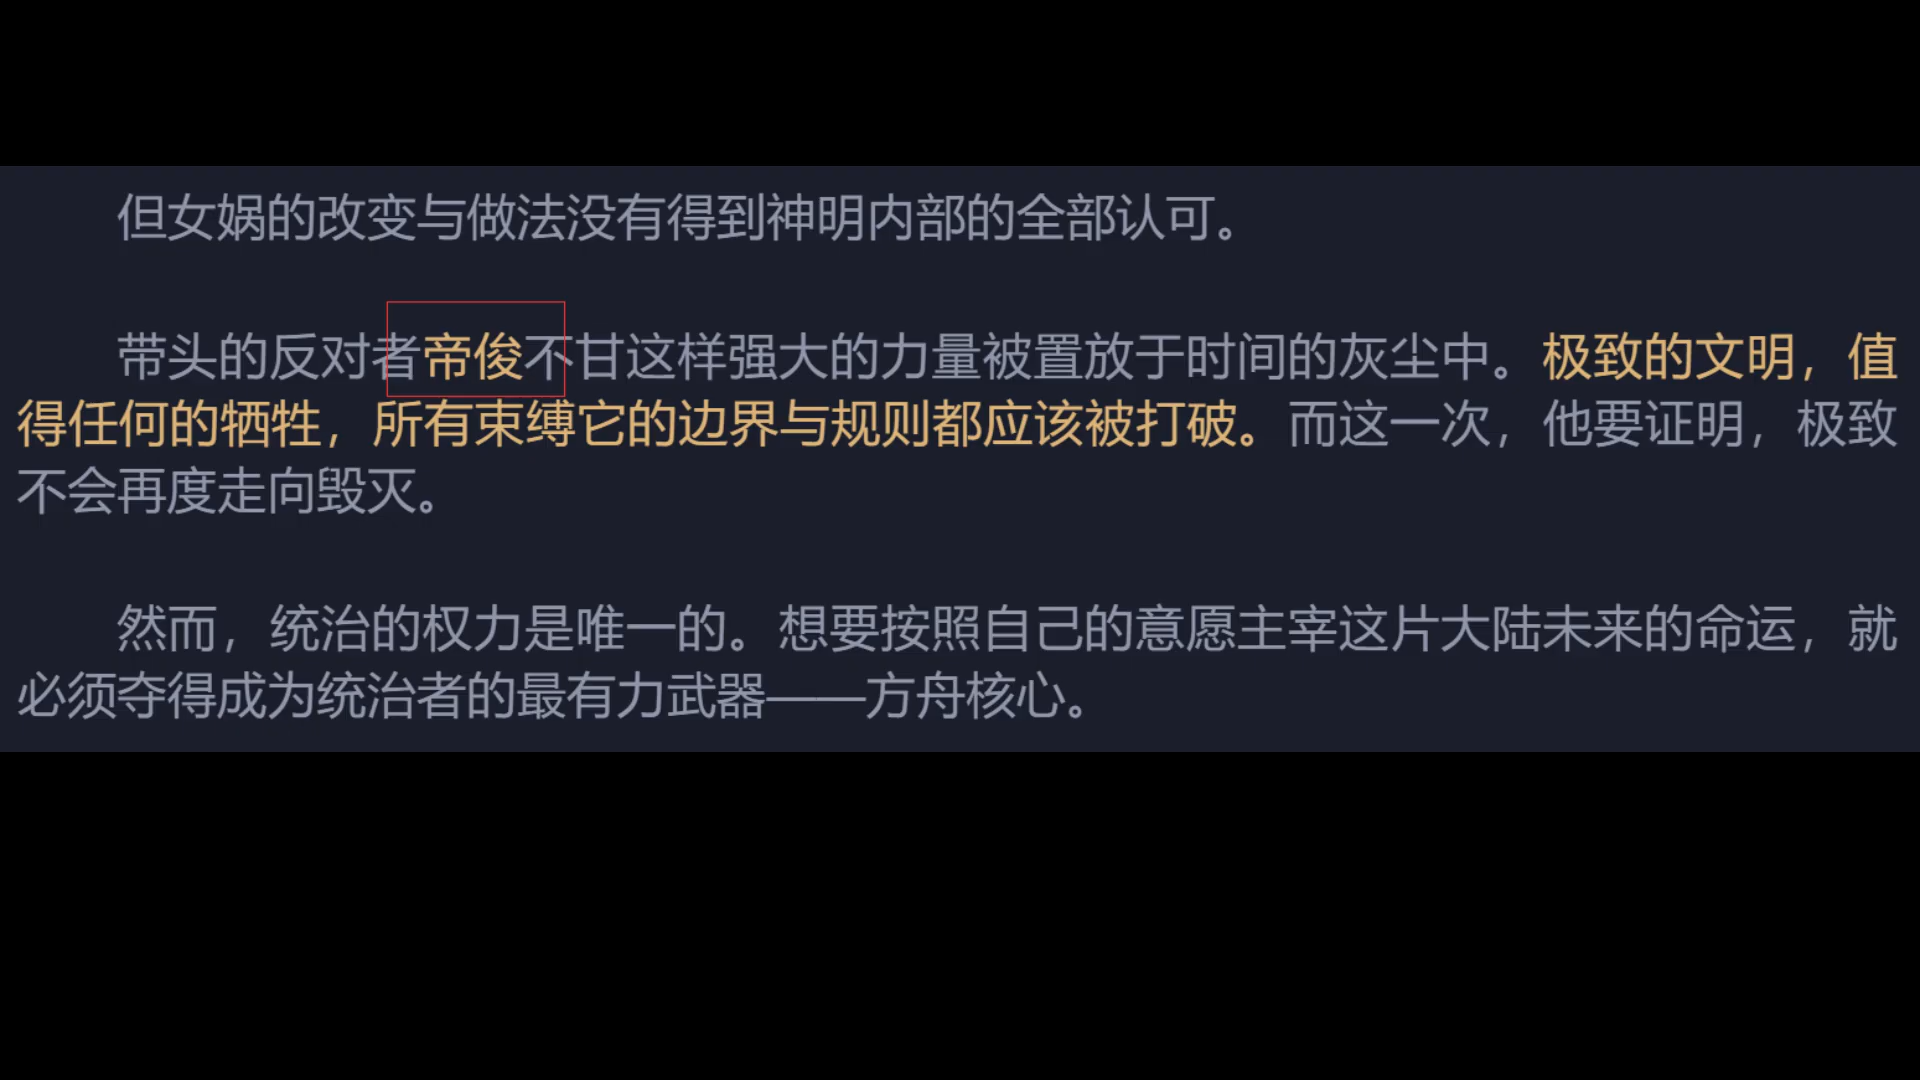 但女娲的改变与做法没有得到神明内部的全部认可。
带头的反对者帝俊不甘这样强大的力量被置放于时间的灰尘中。极致的文明，值
得任何的牺牲，所有束缚它的边界与规则都应该被打破。而这一次，他要证明，极致
不会再度走向毁灭。
然而，统治的权力是唯一的。想要按照自己的意愿主宰这片大陆未来的命运，就
必须夺得成为统治者的最有力武器——方舟核心。